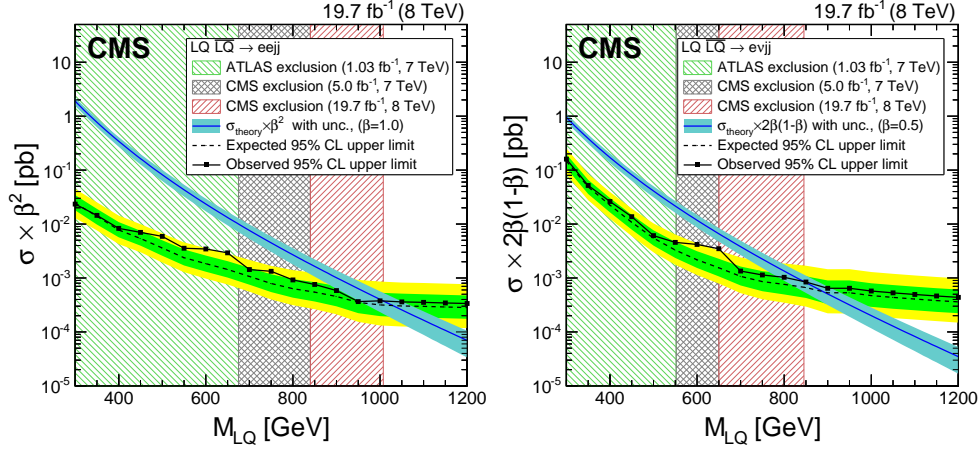 19.7 fb⁻¹ (8 TeV)
CMS
LQ L̅Q̅ → eejj
ATLAS exclusion (1.03 fb⁻¹, 7 TeV)
CMS exclusion (5.0 fb⁻¹, 7 TeV)
CMS exclusion (19.7 fb⁻¹, 8 TeV)
σ_theory×β² with unc., (β=1.0)
Expected 95% CL upper limit
Observed 95% CL upper limit
σ × β² [pb]
10
1
10⁻¹
10⁻²
10⁻³
10⁻⁴
10⁻⁵
400 600 800 1000 1200
M_LQ [GeV]
19.7 fb⁻¹ (8 TeV)
CMS
LQ L̅Q̅ → eνjj
ATLAS exclusion (1.03 fb⁻¹, 7 TeV)
CMS exclusion (5.0 fb⁻¹, 7 TeV)
CMS exclusion (19.7 fb⁻¹, 8 TeV)
σ_theory×2β(1-β) with unc., (β=0.5)
Expected 95% CL upper limit
Observed 95% CL upper limit
σ × 2β(1-β) [pb]
10
1
10⁻¹
10⁻²
10⁻³
10⁻⁴
10⁻⁵
400 600 800 1000 1200
M_LQ [GeV]